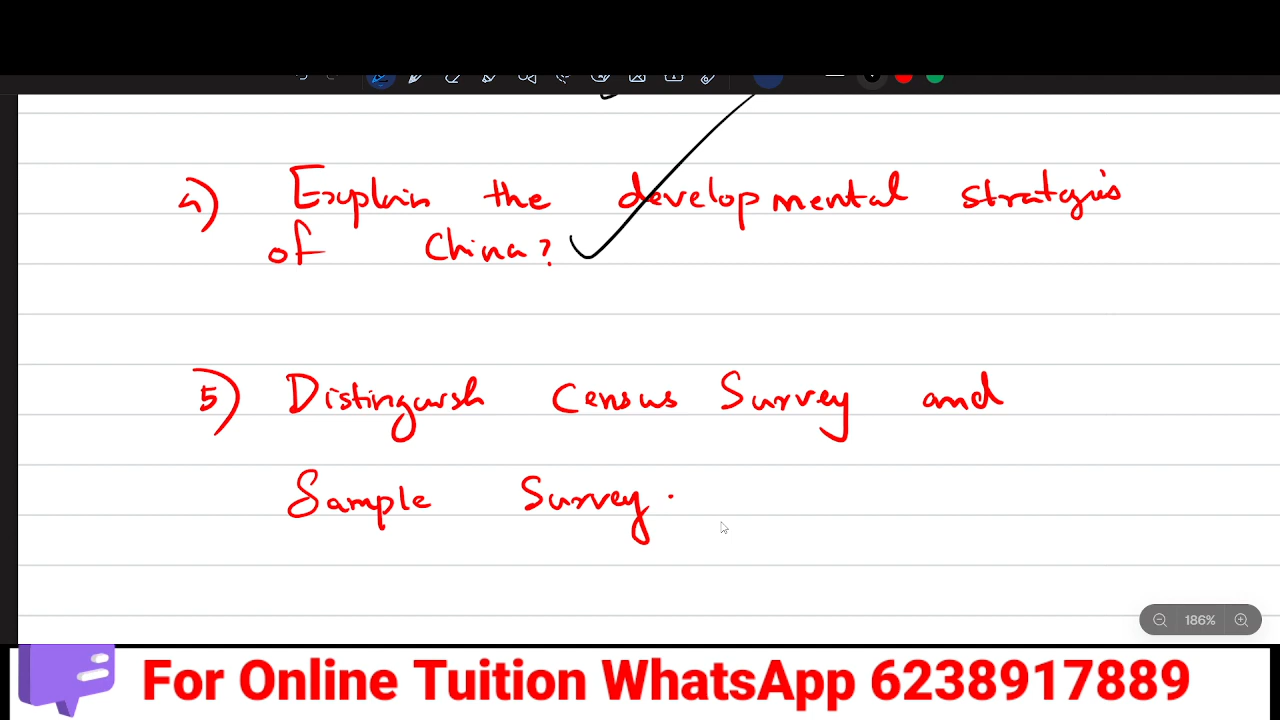 4) Explain the developmental strategies
of China?
5) Distinguish Census Survey and
Sample Survey.
186%
For Online Tuition WhatsApp 6238917889